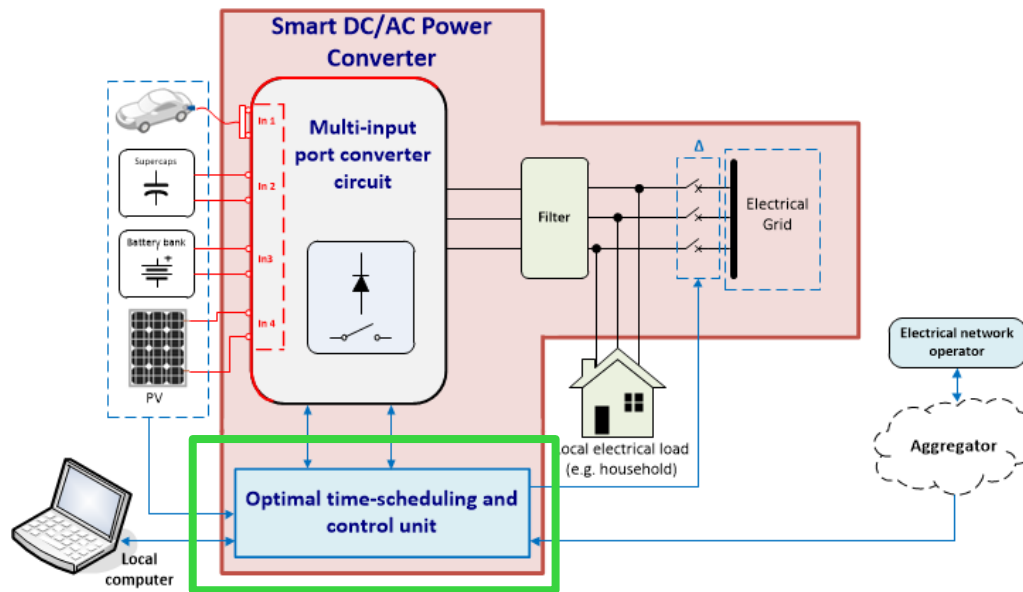 Smart DC/AC Power
Converter
In 1
Multi-input
port converter
circuit
Supercaps
In 2
Battery bank
+
In3
In 4
PV
Filter
Δ
Electrical
Grid
Electrical network
operator
Aggregator
Local electrical load
(e.g. household)
Optimal time-scheduling and
control unit
Local
computer